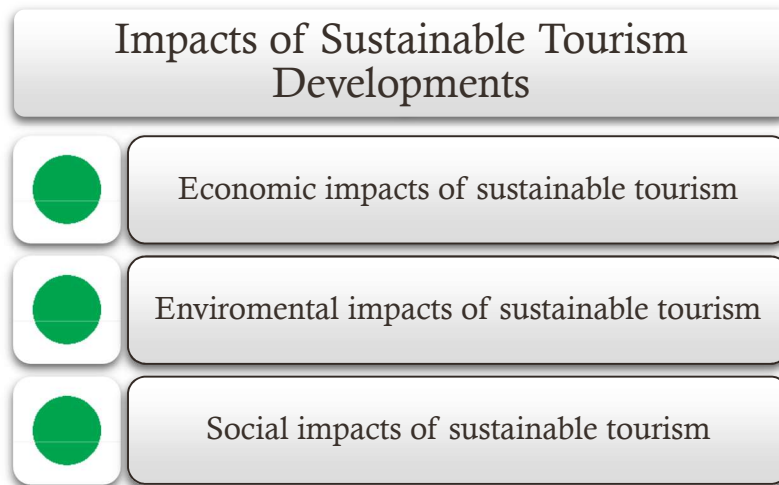 Impacts of Sustainable Tourism
Developments
Economic impacts of sustainable tourism
Enviromental impacts of sustainable tourism
Social impacts of sustainable tourism